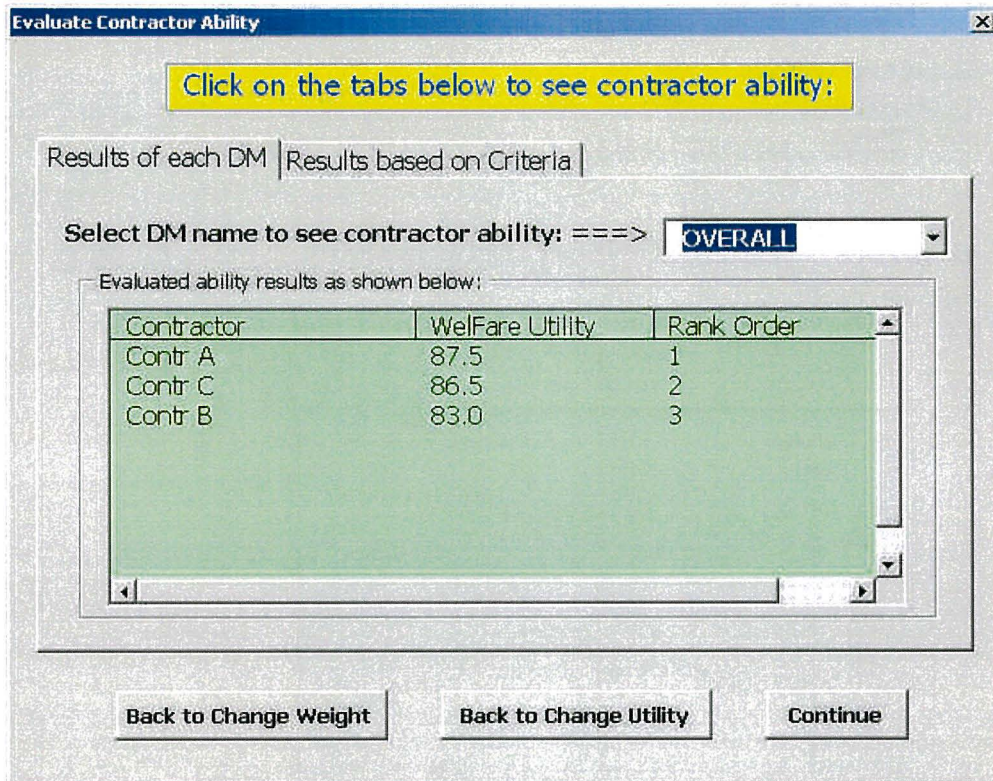 Evaluate Contractor Ability
Click on the tabs below to see contractor ability:
Results of each DM Results based on Criteria
Select DM name to see contractor ability: ===> OVERALL
Evaluated ability results as shown below:
Contractor WelFare Utility Rank Order
Contr A 87.5 1
Contr C 86.5 2
Contr B 83.0 3
Back to Change Weight Back to Change Utility Continue